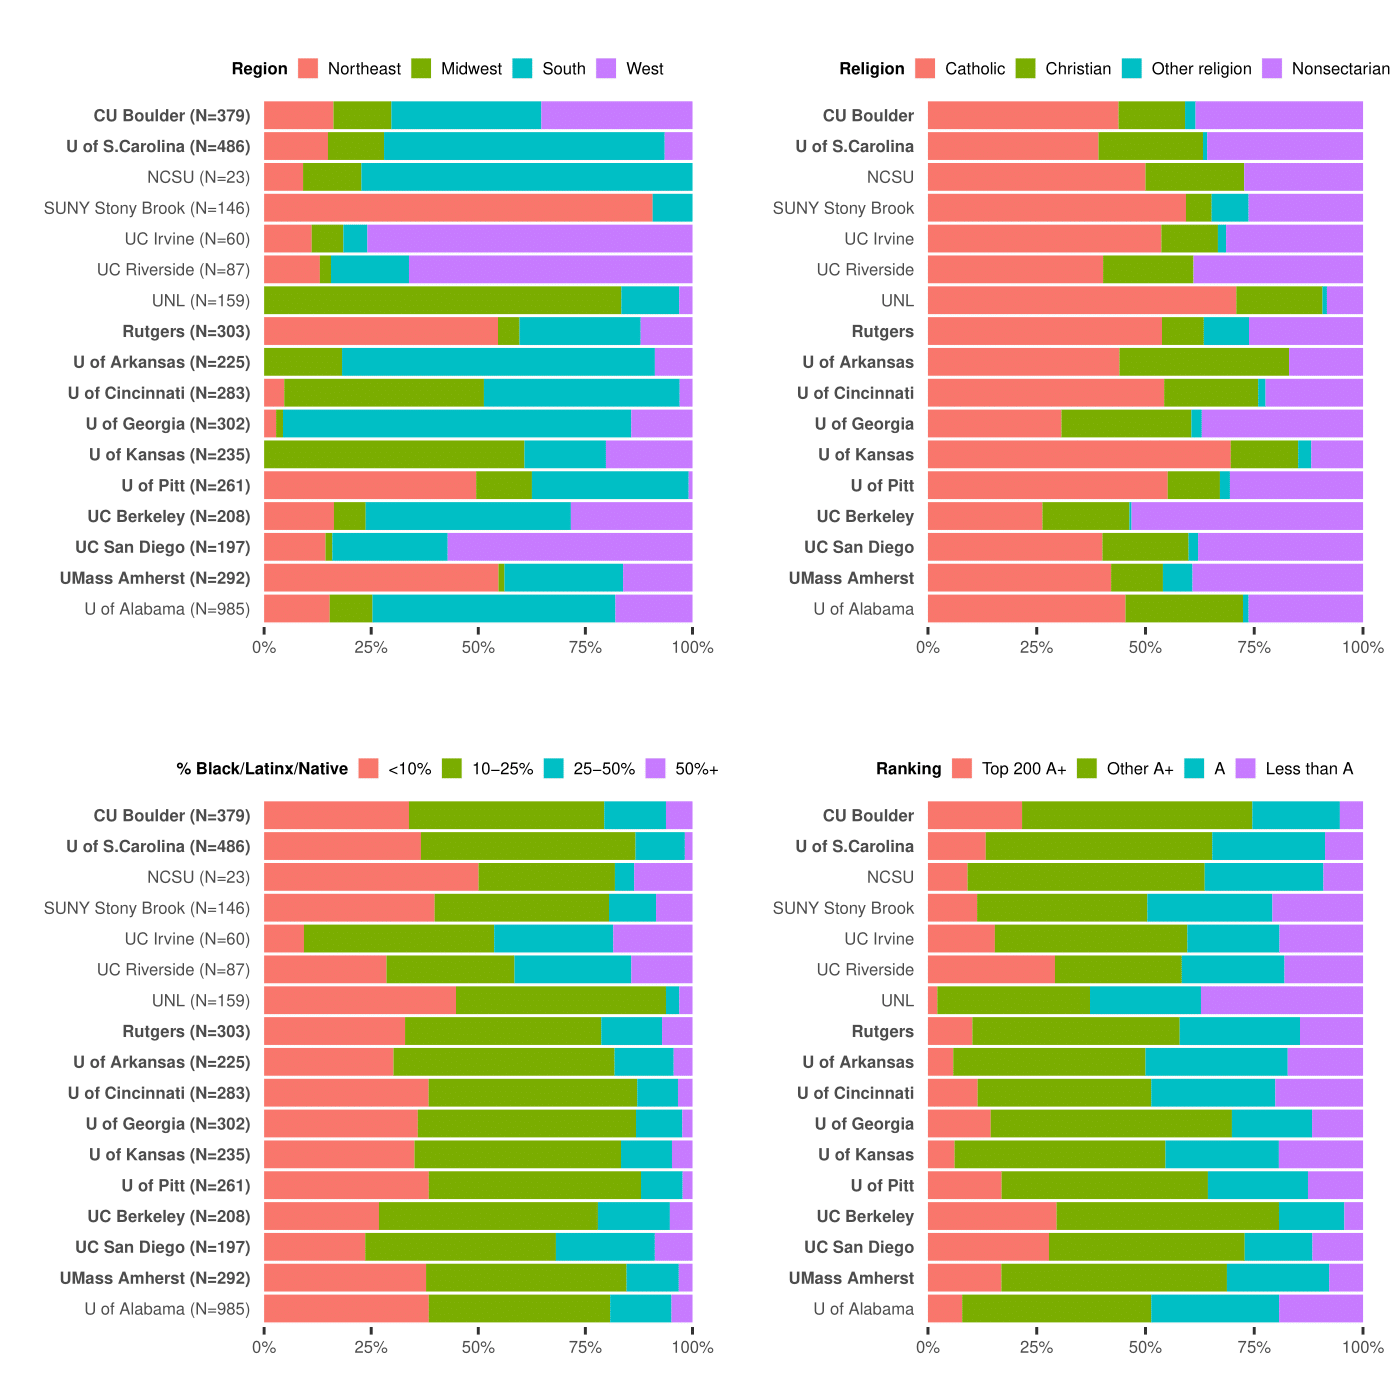 Region Northeast Midwest South West
CU Boulder (N=379)
U of S.Carolina (N=486)
NCSU (N=23)
SUNY Stony Brook (N=146)
UC Irvine (N=60)
UC Riverside (N=87)
UNL (N=159)
Rutgers (N=303)
U of Arkansas (N=225)
U of Cincinnati (N=283)
U of Georgia (N=302)
U of Kansas (N=235)
U of Pitt (N=261)
UC Berkeley (N=208)
UC San Diego (N=197)
UMass Amherst (N=292)
U of Alabama (N=985)
0% 25% 50% 75% 100%
Religion Catholic Christian Other religion Nonsectarian
CU Boulder
U of S.Carolina
NCSU
SUNY Stony Brook
UC Irvine
UC Riverside
UNL
Rutgers
U of Arkansas
U of Cincinnati
U of Georgia
U of Kansas
U of Pitt
UC Berkeley
UC San Diego
UMass Amherst
U of Alabama
0% 25% 50% 75% 100%
% Black/Latinx/Native <10% 10−25% 25−50% 50%+
CU Boulder (N=379)
U of S.Carolina (N=486)
NCSU (N=23)
SUNY Stony Brook (N=146)
UC Irvine (N=60)
UC Riverside (N=87)
UNL (N=159)
Rutgers (N=303)
U of Arkansas (N=225)
U of Cincinnati (N=283)
U of Georgia (N=302)
U of Kansas (N=235)
U of Pitt (N=261)
UC Berkeley (N=208)
UC San Diego (N=197)
UMass Amherst (N=292)
U of Alabama (N=985)
0% 25% 50% 75% 100%
Ranking Top 200 A+ Other A+ A Less than A
CU Boulder
U of S.Carolina
NCSU
SUNY Stony Brook
UC Irvine
UC Riverside
UNL
Rutgers
U of Arkansas
U of Cincinnati
U of Georgia
U of Kansas
U of Pitt
UC Berkeley
UC San Diego
UMass Amherst
U of Alabama
0% 25% 50% 75% 100%